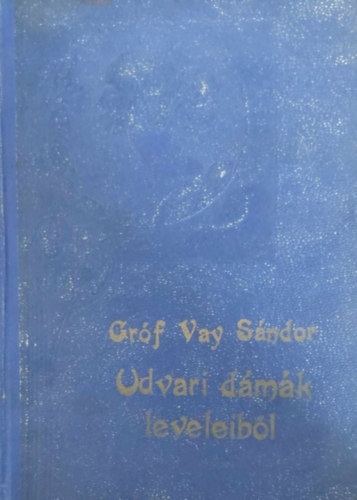 Gróf Vay Sándor
Udvari dámák
leveleiből